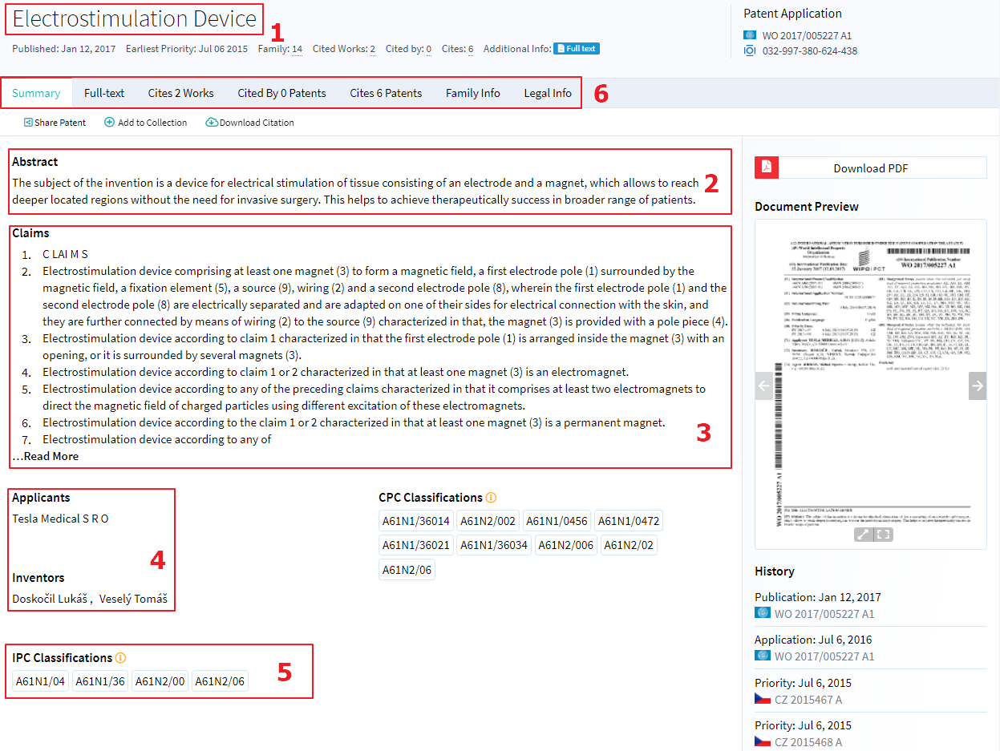 Electrostimulation Device
1
Published: Jan 12, 2017 Earliest Priority: Jul 06 2015 Family: 14 Cited Works: 2 Cited by: 0 Cites: 6 Additional Info: Full text
Patent Application
WO 2017/005227 A1
032-997-380-624-438
Summary Full-text Cites 2 Works Cited By 0 Patents Cites 6 Patents Family Info Legal Info 6
Share Patent Add to Collection Download Citation
Abstract
The subject of the invention is a device for electrical stimulation of tissue consisting of an electrode and a magnet, which allows to reach
deeper located regions without the need for invasive surgery. This helps to achieve therapeutically success in broader range of patients.
2
Claims
1. C LAI M S
2. Electrostimulation device comprising at least one magnet (3) to form a magnetic field, a first electrode pole (1) surrounded by the
magnetic field, a fixation element (5), a source (9), wiring (2) and a second electrode pole (8), wherein the first electrode pole (1) and the
second electrode pole (8) are electrically separated and are adapted on one of their sides for electrical connection with the skin, and
they are further connected by means of wiring (2) to the source (9) characterized in that, the magnet (3) is provided with a pole piece (4).
3. Electrostimulation device according to claim 1 characterized in that the first electrode pole (1) is arranged inside the magnet (3) with an
opening, or it is surrounded by several magnets (3).
4. Electrostimulation device according to claim 1 or 2 characterized in that at least one magnet (3) is an electromagnet.
5. Electrostimulation device according to any of the preceding claims characterized in that it comprises at least two electromagnets to
direct the magnetic field of charged particles using different excitation of these electromagnets.
6. Electrostimulation device according to the claim 1 or 2 characterized in that at least one magnet (3) is a permanent magnet.
7. Electrostimulation device according to any of
...Read More
3
Applicants
Tesla Medical S R O
4
Inventors
Doskočil Lukáš , Veselý Tomáš
CPC Classifications
A61N1/36014 A61N2/002 A61N1/0456 A61N1/0472
A61N1/36021 A61N1/36034 A61N2/006 A61N2/02
A61N2/06
IPC Classifications
A61N1/04 A61N1/36 A61N2/00 A61N2/06
5
Download PDF
Document Preview
WIPO PCT
WO 2017/005227 A1
WO 2017/005227 A1
History
Publication: Jan 12, 2017
WO 2017/005227 A1
Application: Jul 6, 2016
WO 2017/005227 A1
Priority: Jul 6, 2015
CZ 2015467 A
Priority: Jul 6, 2015
CZ 2015468 A